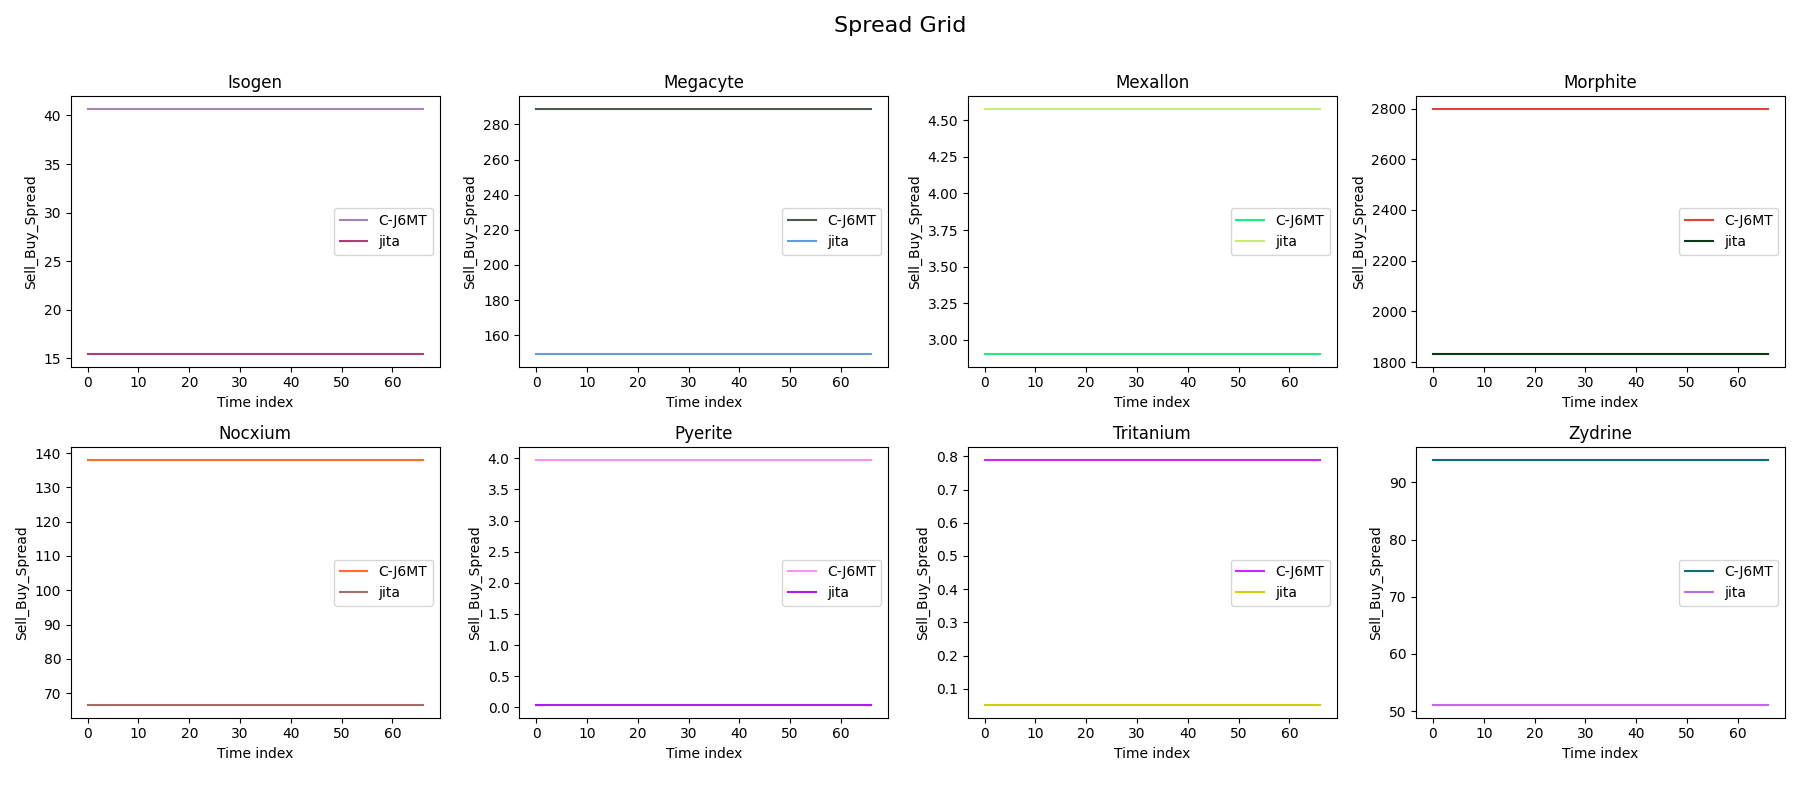 Spread Grid
Isogen
Sell_Buy_Spread
40
35
30
25
20
15
C-J6MT
jita
0 10 20 30 40 50 60
Time index
Megacyte
Sell_Buy_Spread
280
260
240
220
200
180
160
C-J6MT
jita
0 10 20 30 40 50 60
Time index
Mexallon
Sell_Buy_Spread
4.50
4.25
4.00
3.75
3.50
3.25
3.00
C-J6MT
jita
0 10 20 30 40 50 60
Time index
Morphite
Sell_Buy_Spread
2800
2600
2400
2200
2000
1800
C-J6MT
jita
0 10 20 30 40 50 60
Time index
Nocxium
Sell_Buy_Spread
140
130
120
110
100
90
80
70
C-J6MT
jita
0 10 20 30 40 50 60
Time index
Pyerite
Sell_Buy_Spread
4.0
3.5
3.0
2.5
2.0
1.5
1.0
0.5
0.0
C-J6MT
jita
0 10 20 30 40 50 60
Time index
Tritanium
Sell_Buy_Spread
0.8
0.7
0.6
0.5
0.4
0.3
0.2
0.1
C-J6MT
jita
0 10 20 30 40 50 60
Time index
Zydrine
Sell_Buy_Spread
90
80
70
60
50
C-J6MT
jita
0 10 20 30 40 50 60
Time index